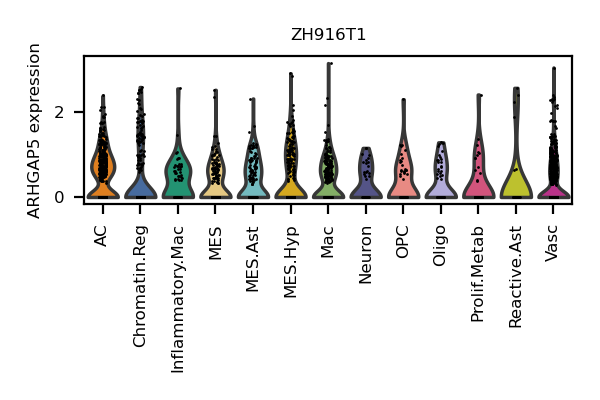 ZH916T1
ARHGAP5 expression
2
0
AC
Chromatin.Reg
Inflammatory.Mac
MES
MES.Ast
MES.Hyp
Mac
Neuron
OPC
Oligo
Prolif.Metab
Reactive.Ast
Vasc